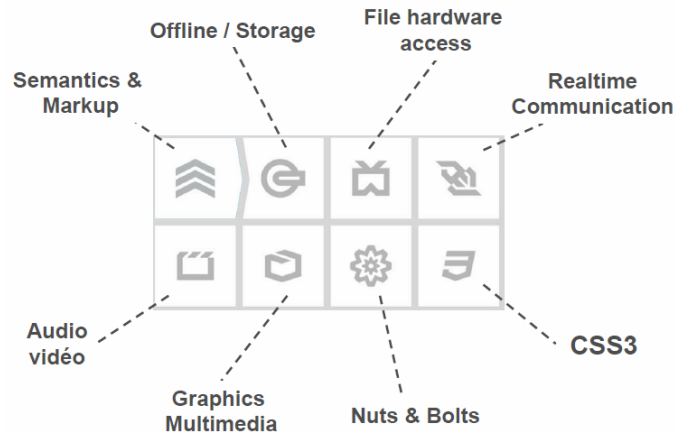 File hardware
access
Offline / Storage
Semantics &
Markup
Realtime
Communication
Audio
vidéo
CSS3
Graphics
Multimedia
Nuts & Bolts